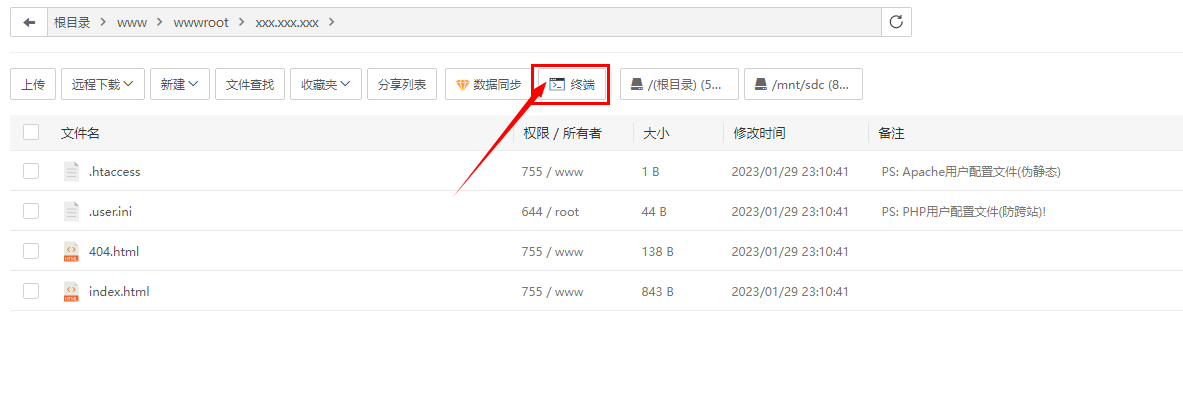 根目录 > www > wwwroot > xxx.xxx.xxx >
上传 远程下载 新建 文件查找 收藏夹 分享列表 数据同步 终端 /(根目录) (5... /mnt/sdc (8...
文件名 权限 / 所有者 大小 修改时间 备注
.htaccess 755 / www 1 B 2023/01/29 23:10:41 PS: Apache用户配置文件(伪静态)
.user.ini 644 / root 44 B 2023/01/29 23:10:41 PS: PHP用户配置文件(防跨站)!
404.html 755 / www 138 B 2023/01/29 23:10:41
index.html 755 / www 843 B 2023/01/29 23:10:41